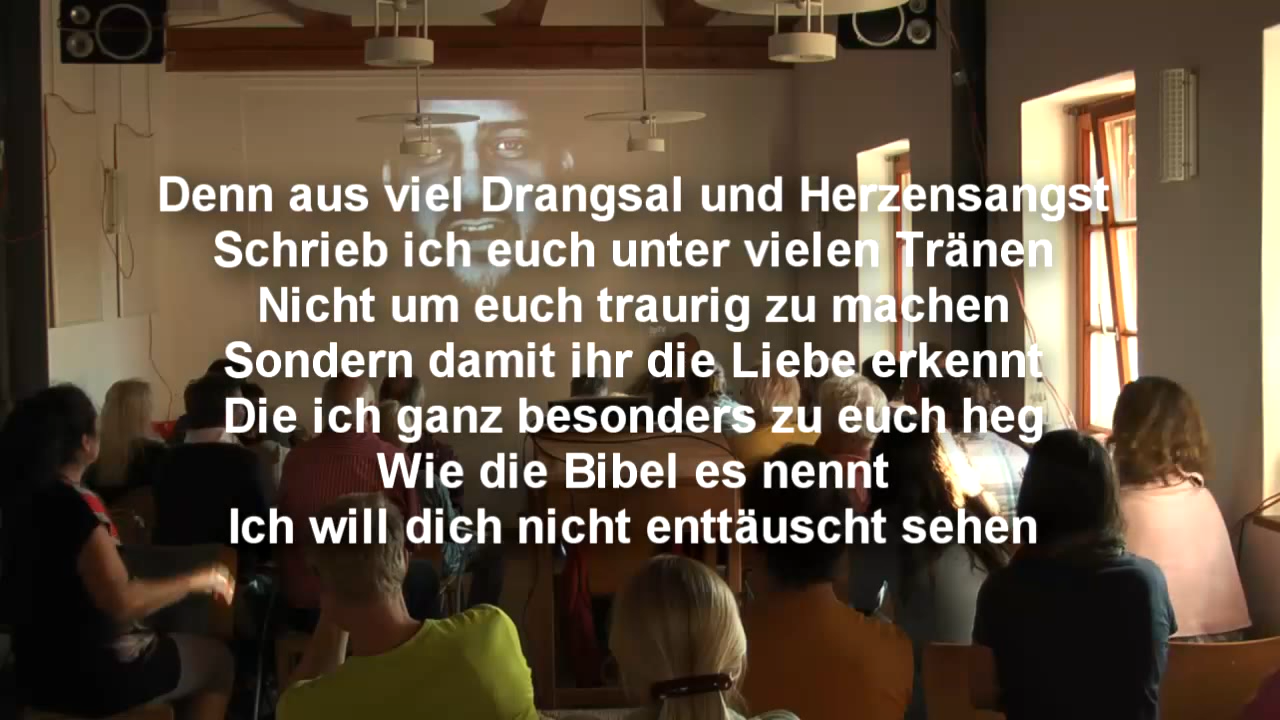 Denn aus viel Drangsal und Herzensangst
Schrieb ich euch unter vielen Tränen
Nicht um euch traurig zu machen
Sondern damit ihr die Liebe erkennt
Die ich ganz besonders zu euch heg
Wie die Bibel es nennt
Ich will dich nicht enttäuscht sehen